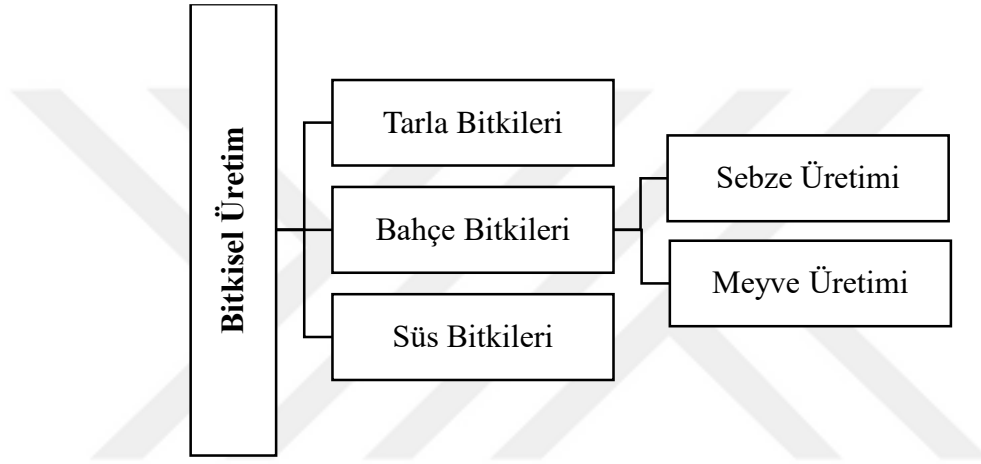 Bitkisel Üretim
Tarla Bitkileri
Bahçe Bitkileri
Süs Bitkileri
Sebze Üretimi
Meyve Üretimi